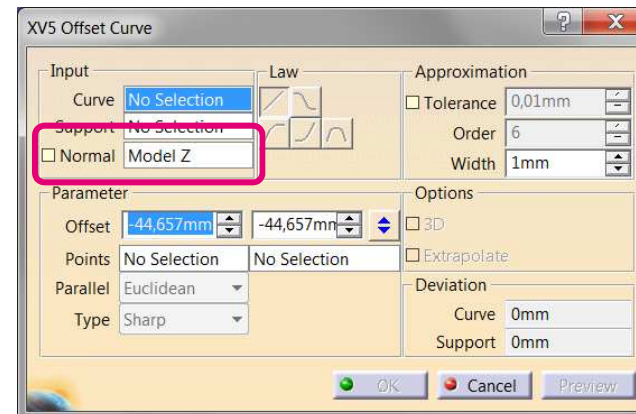 XV5 Offset Curve
Input
Curve No Selection
Support No Selection
Normal Model Z
Law
Approximation
Tolerance 0,01mm
Order 6
Width 1mm
Parameter
Offset -44,657mm -44,657mm
Points No Selection No Selection
Parallel Euclidean
Type Sharp
Options
3D
Extrapolate
Deviation
Curve 0mm
Support 0mm
OK Cancel Preview